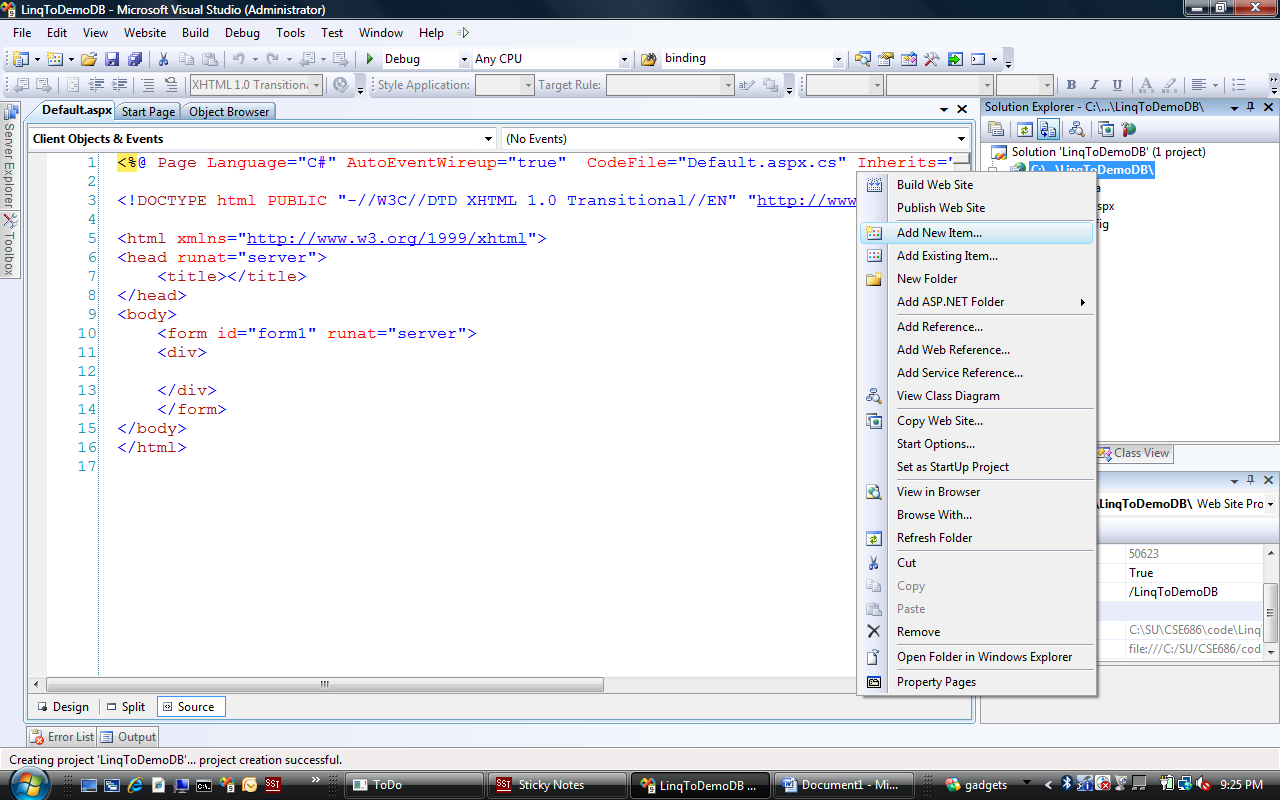 LinqToDemoDB - Microsoft Visual Studio (Administrator)
File Edit View Website Build Debug Tools Test Window Help
Debug Any CPU binding
XHTML 1.0 Transition Style Application: Target Rule: B I U A
Default.aspx Start Page Object Browser
Solution Explorer - C:\...\LinqToDemoDB\
Server Explorer
Toolbox
Client Objects & Events (No Events)
Solution 'LinqToDemoDB' (1 project)
C:\...\LinqToDemoDB\
1 <%@ Page Language="C#" AutoEventWireup="true" CodeFile="Default.aspx.cs" Inherits="
2
3 <!DOCTYPE html PUBLIC "-//W3C//DTD XHTML 1.0 Transitional//EN" "http://www
4
5 <html xmlns="http://www.w3.org/1999/xhtml">
6 <head runat="server">
7 <title></title>
8 </head>
9 <body>
10 <form id="form1" runat="server">
11 <div>
12
13 </div>
14 </form>
15 </body>
16 </html>
17
Build Web Site
Publish Web Site
Add New Item...
Add Existing Item...
New Folder
Add ASP.NET Folder
Add Reference...
Add Web Reference...
Add Service Reference...
View Class Diagram
Copy Web Site...
Start Options...
Set as StartUp Project
View in Browser
Browse With...
Refresh Folder
Cut
Copy
Paste
Remove
Open Folder in Windows Explorer
Property Pages
a
spx
ig
Class View
\LinqToDemoDB\ Web Site Pro
50623
True
/LinqToDemoDB
C:\SU\CSE686\code\Linq
file:///C:/SU/CSE686/cod
Design Split Source
Error List Output
Creating project 'LinqToDemoDB'... project creation successful.
SST ToDo SST Sticky Notes LinqToDemoDB ... Document1 - Mi... gadgets 9:25 PM